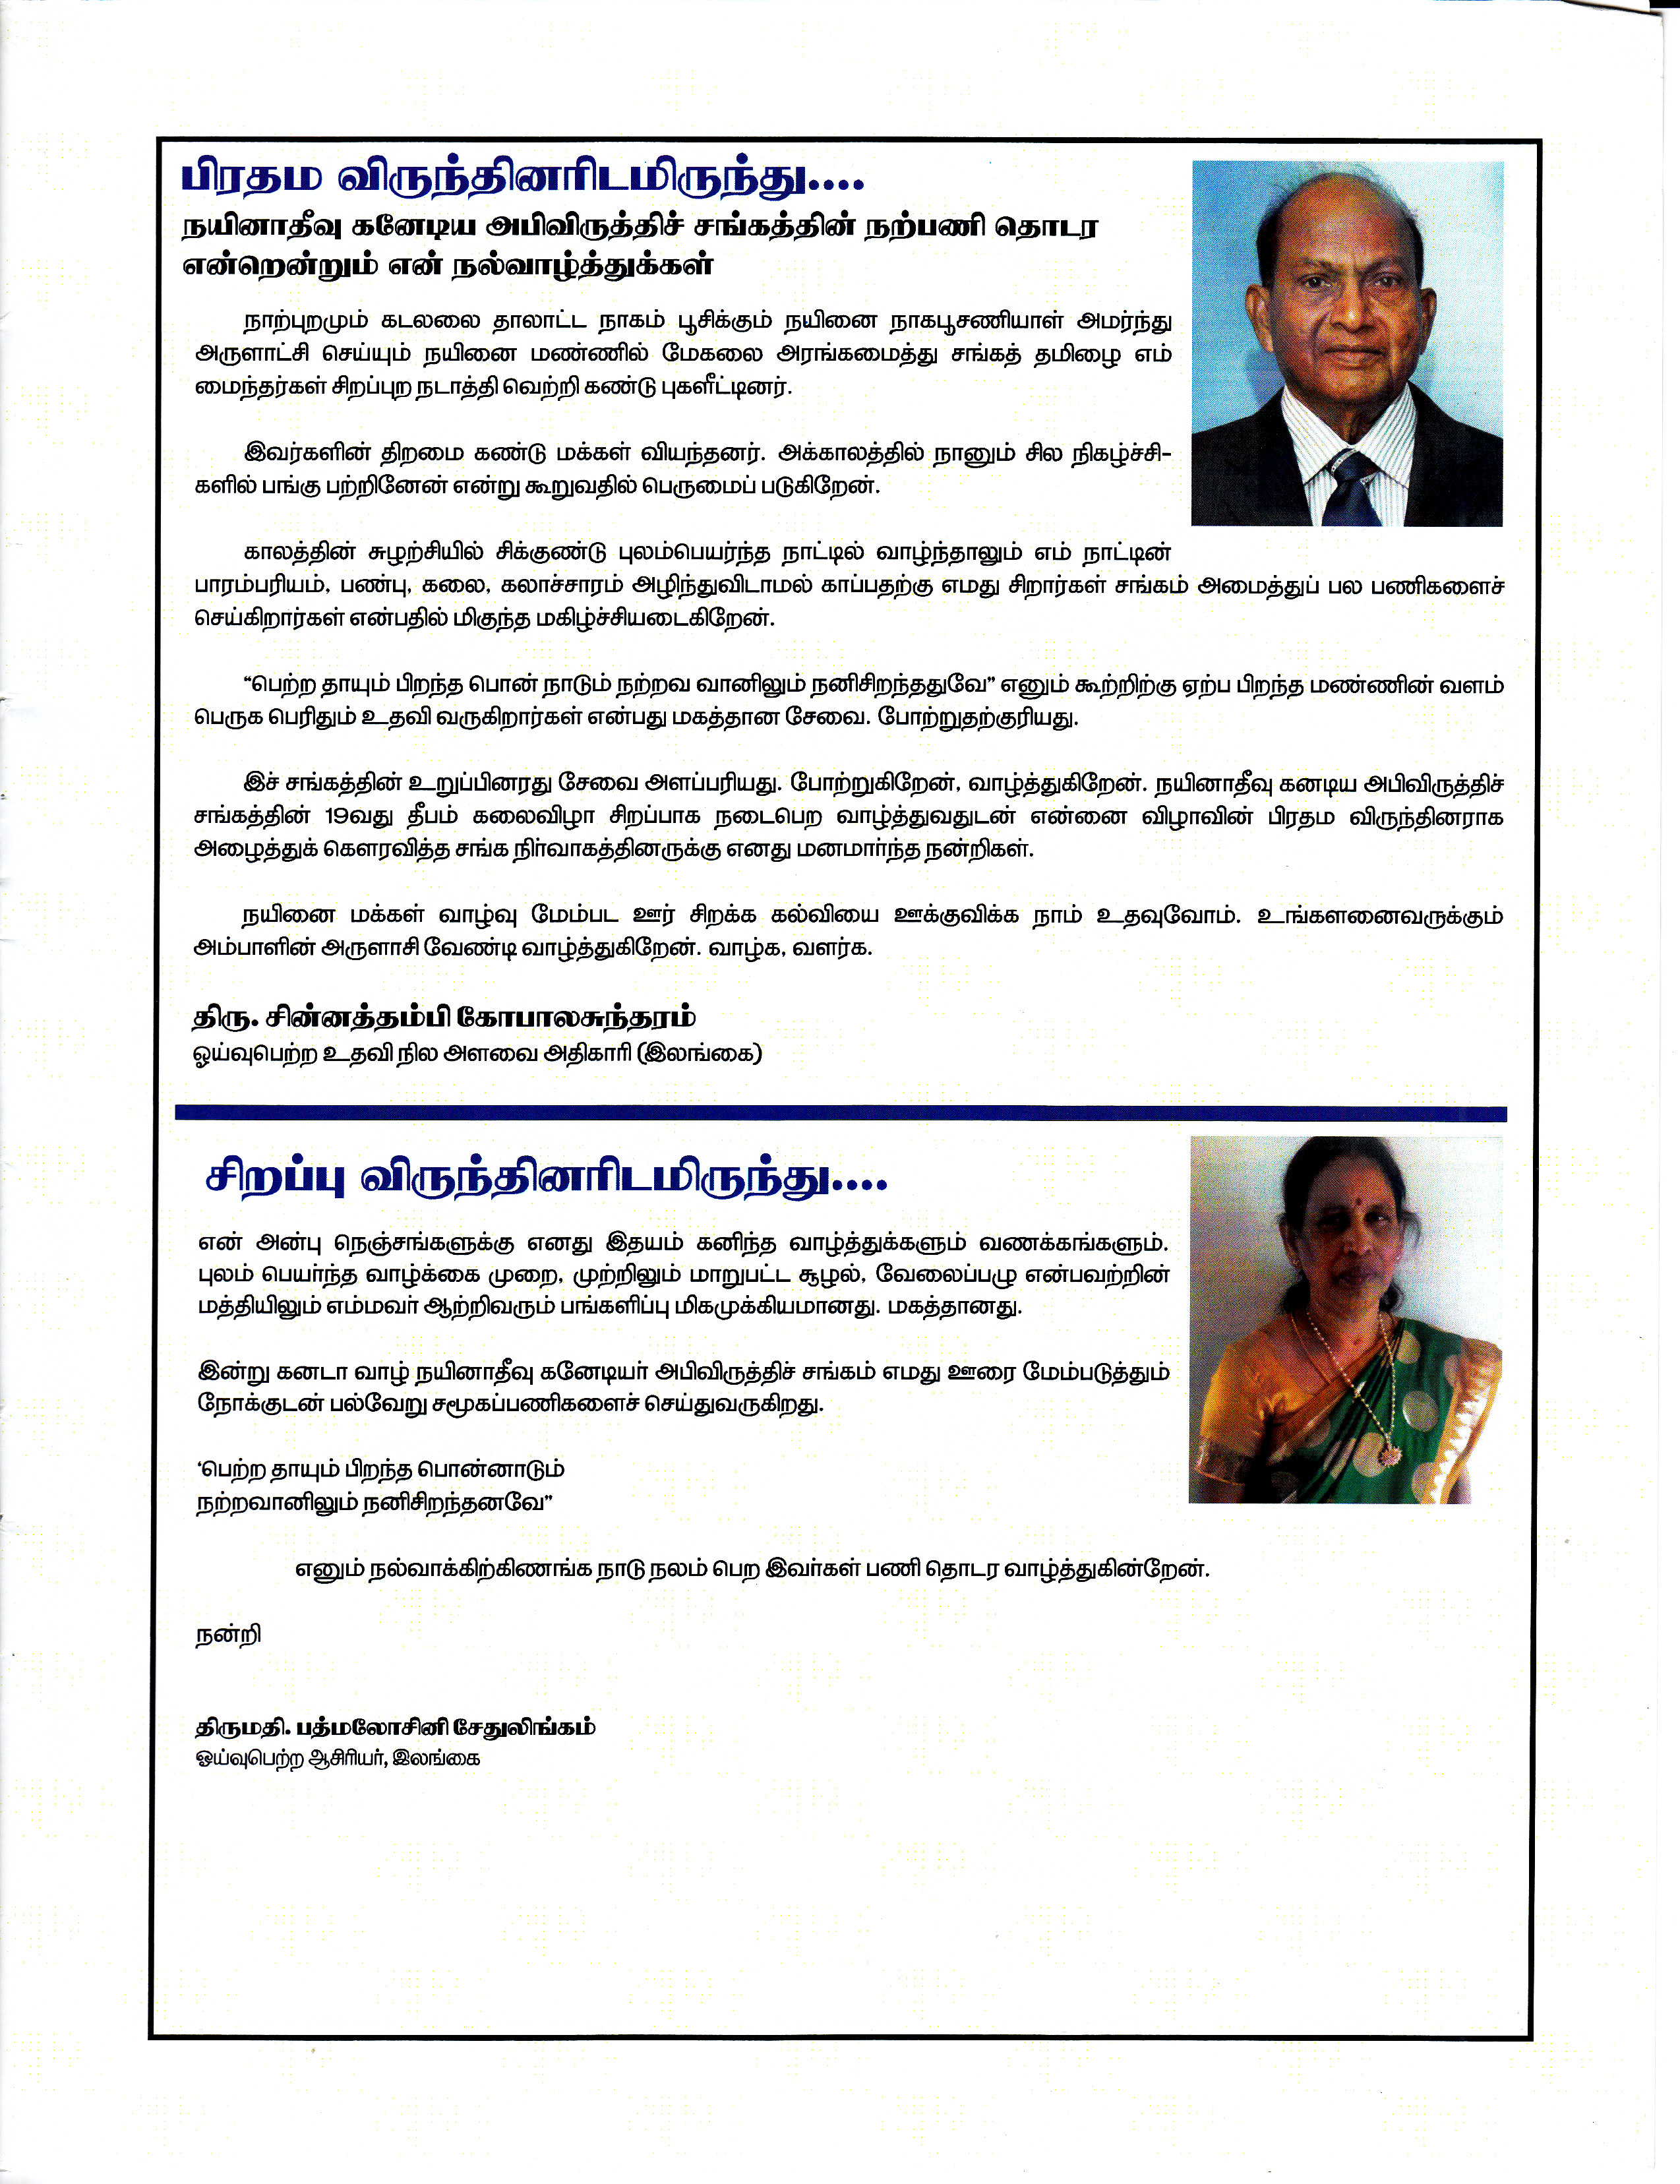 பிரதம விருந்தினரிடமிருந்து....
நயினாதீவு கனேடிய அபிவிருத்திச் சங்கத்தின் நற்பணி தொடர
என்றென்றும் என் நல்வாழ்த்துக்கள்
நாற்புறமும் கடலலை தாலாட்ட நாகம் பூசிக்கும் நயினை நாகபூசணியாள் அமர்ந்து
அருளாட்சி செய்யும் நயினை மண்ணில் மேகலை அரங்கமைத்து சங்கத் தமிழை எம்
மைந்தர்கள் சிறப்புற நடாத்தி வெற்றி கண்டு புகளீட்டினர்.
இவர்களின் திறமை கண்டு மக்கள் வியந்தனர். அக்காலத்தில் நானும் சில நிகழ்ச்சி-
களில் பங்கு பற்றினேன் என்று கூறுவதில் பெருமைப் படுகிறேன்.
காலத்தின் சுழற்சியில் சிக்குண்டு புலம்பெயர்ந்த நாட்டில் வாழ்ந்தாலும் எம் நாட்டின்
பாரம்பரியம், பண்பு, கலை, கலாச்சாரம் அழிந்துவிடாமல் காப்பதற்கு எமது சிறார்கள் சங்கம் அமைத்துப் பல பணிகளைச்
செய்கிறார்கள் என்பதில் மிகுந்த மகிழ்ச்சியடைகிறேன்.
“பெற்ற தாயும் பிறந்த பொன் நாடும் நற்றவ வானிலும் நனிசிறந்ததுவே” எனும் கூற்றிற்கு ஏற்ப பிறந்த மண்ணின் வளம்
பெருக பெரிதும் உதவி வருகிறார்கள் என்பது மகத்தான சேவை. போற்றுதற்குரியது.
இச் சங்கத்தின் உறுப்பினரது சேவை அளப்பரியது. போற்றுகிறேன், வாழ்த்துகிறேன். நயினாதீவு கனடிய அபிவிருத்திச்
சங்கத்தின் 19வது தீபம் கலைவிழா சிறப்பாக நடைபெற வாழ்த்துவதுடன் என்னை விழாவின் பிரதம விருந்தினராக
அழைத்துக் கௌரவித்த சங்க நிர்வாகத்தினருக்கு எனது மனமார்ந்த நன்றிகள்.
நயினை மக்கள் வாழ்வு மேம்பட ஊர் சிறக்க கல்வியை ஊக்குவிக்க நாம் உதவுவோம். உங்களனைவருக்கும்
அம்பாளின் அருளாசி வேண்டி வாழ்த்துகிறேன். வாழ்க, வளர்க.
திரு. சின்னத்தம்பி கோபாலசுந்தரம்
ஓய்வுபெற்ற உதவி நில அளவை அதிகாரி (இலங்கை)
சிறப்பு விருந்தினரிடமிருந்து....
என் அன்பு நெஞ்சங்களுக்கு எனது இதயம் கனிந்த வாழ்த்துக்களும் வணக்கங்களும்.
புலம் பெயர்ந்த வாழ்க்கை முறை, முற்றிலும் மாறுபட்ட சூழல், வேலைப்பழு என்பவற்றின்
மத்தியிலும் எம்மவர் ஆற்றிவரும் பங்களிப்பு மிகமுக்கியமானது. மகத்தானது.
இன்று கனடா வாழ் நயினாதீவு கனேடியர் அபிவிருத்திச் சங்கம் எமது ஊரை மேம்படுத்தும்
நோக்குடன் பல்வேறு சமூகப்பணிகளைச் செய்துவருகிறது.
‘பெற்ற தாயும் பிறந்த பொன்னாடும்
நற்றவானிலும் நனிசிறந்தனவே”
எனும் நல்வாக்கிற்கிணங்க நாடு நலம் பெற இவர்கள் பணி தொடர வாழ்த்துகின்றேன்.
நன்றி
திருமதி. பத்மலோசினி சேதுலிங்கம்
ஓய்வுபெற்ற ஆசிரியர், இலங்கை